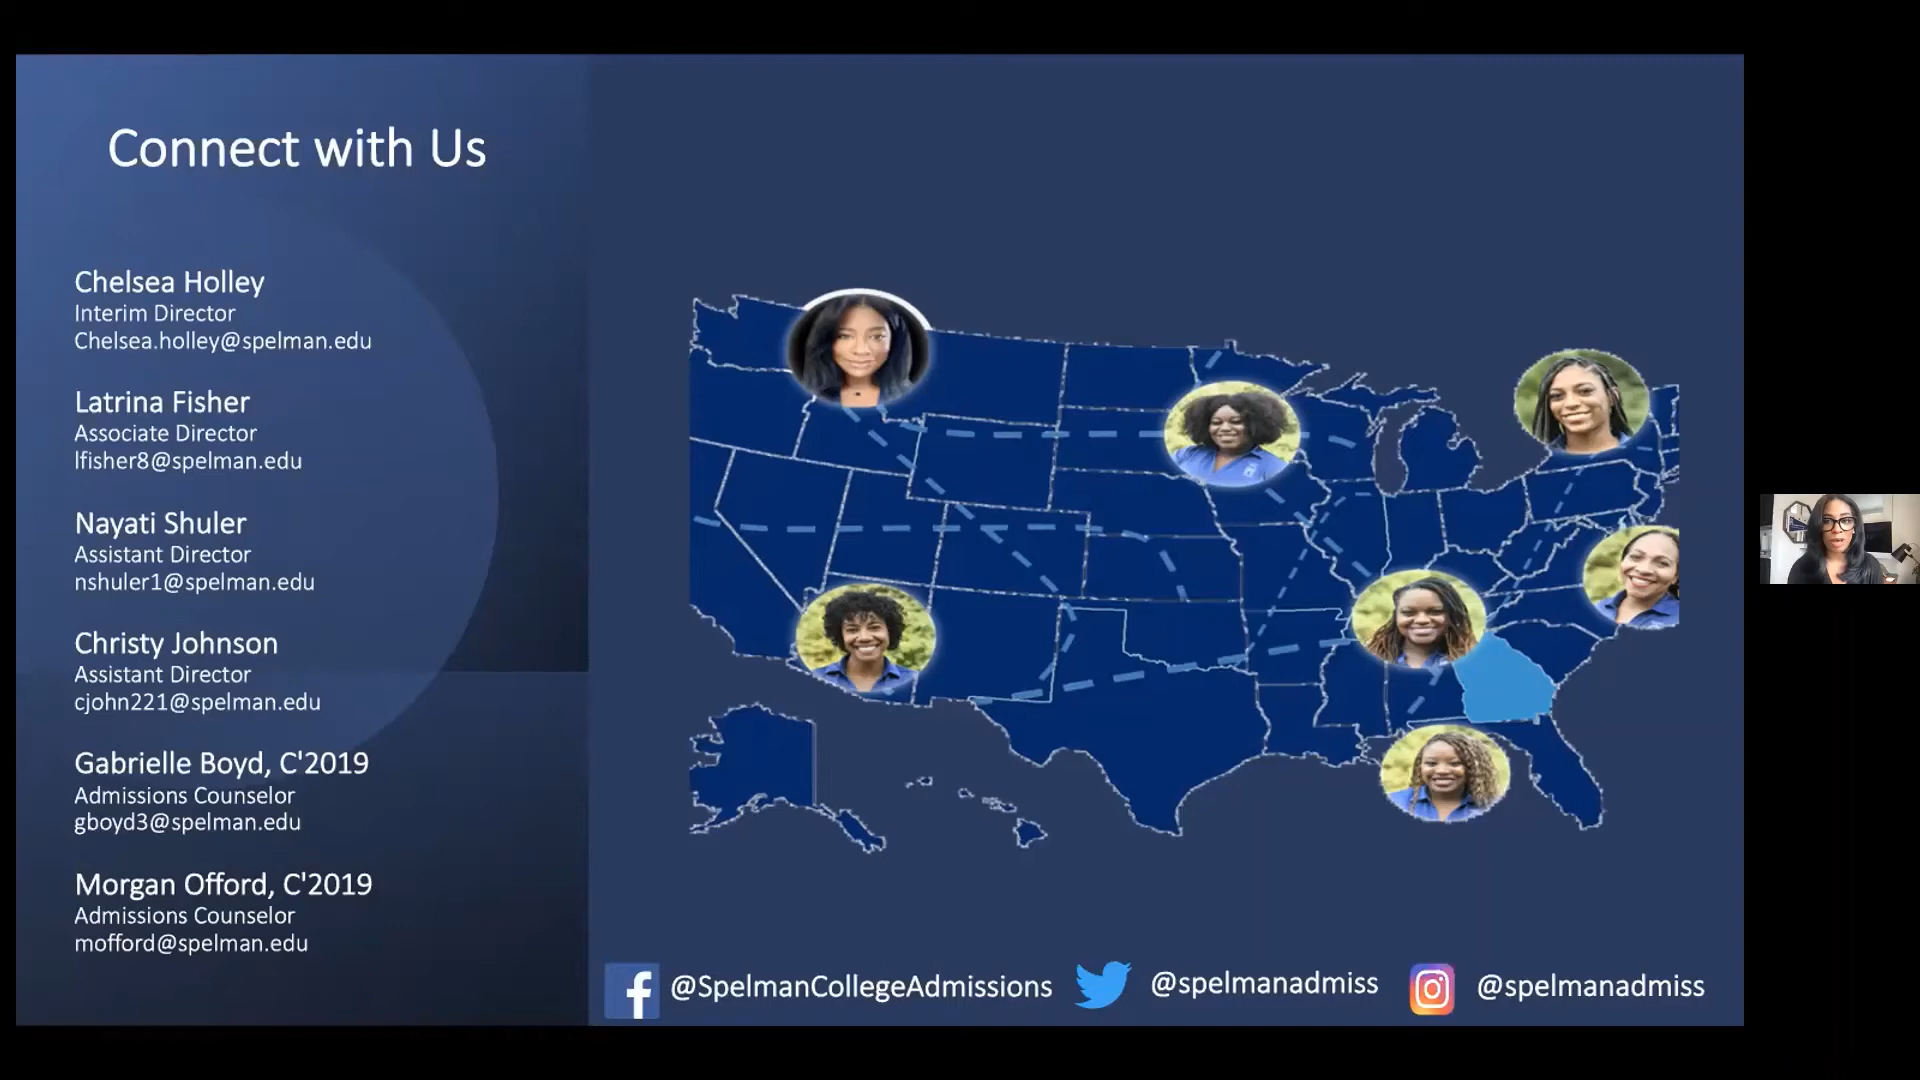 Connect with Us
Chelsea Holley
Interim Director
Chelsea.holley@spelman.edu
Latrina Fisher
Associate Director
lfisher8@spelman.edu
Nayati Shuler
Assistant Director
nshuler1@spelman.edu
Christy Johnson
Assistant Director
cjohn221@spelman.edu
Gabrielle Boyd, C'2019
Admissions Counselor
gboyd3@spelman.edu
Morgan Offord, C'2019
Admissions Counselor
mofford@spelman.edu
@SpelmanCollegeAdmissions @spelmanadmiss @spelmanadmiss